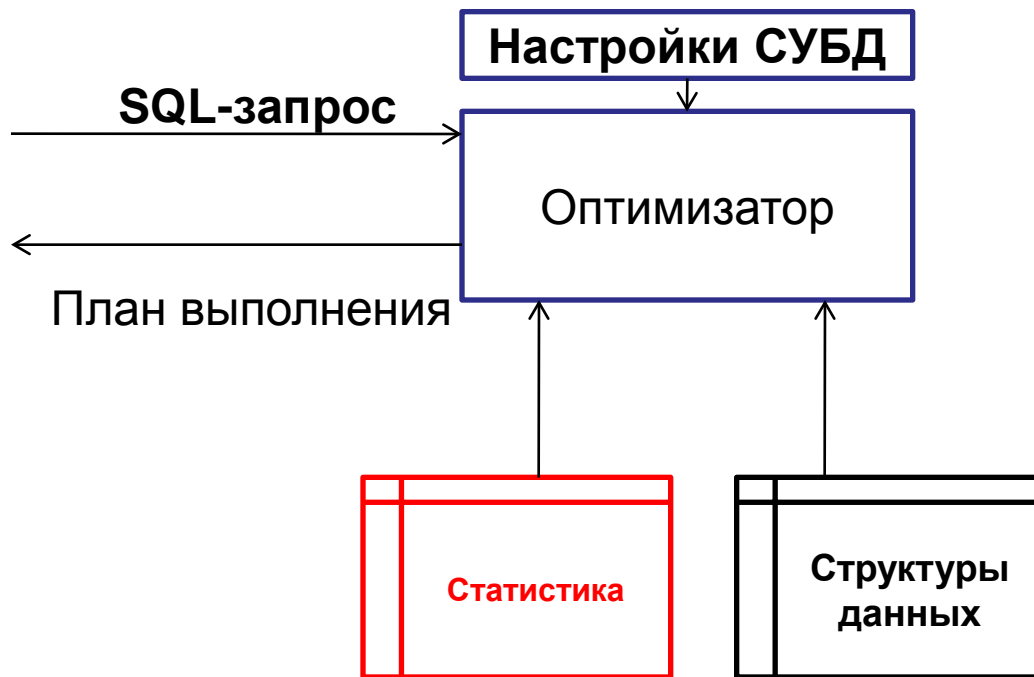 Настройки СУБД
SQL-запрос
Оптимизатор
План выполнения
Статистика
Структуры
данных